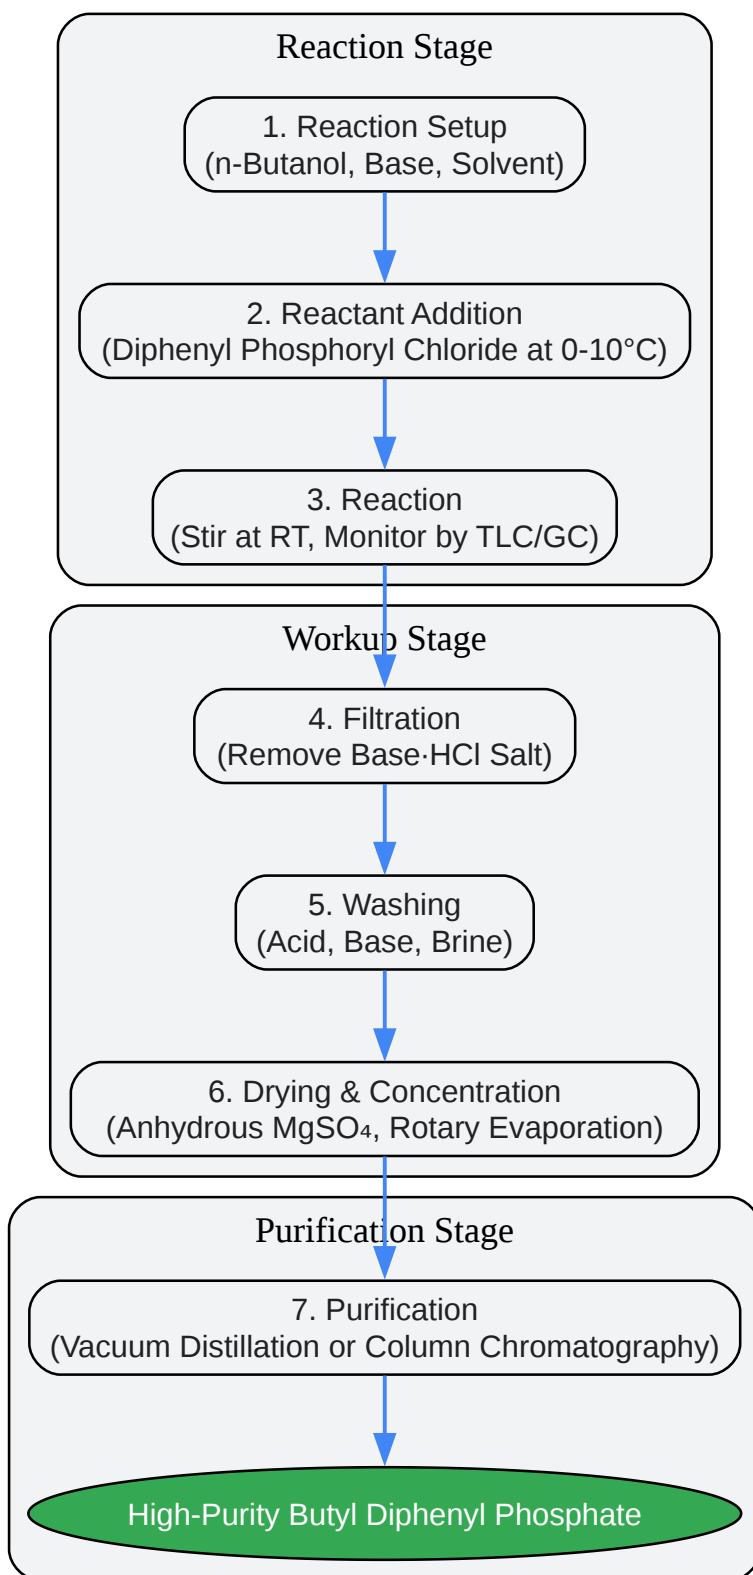 Reaction Stage
1. Reaction Setup
(n-Butanol, Base, Solvent)
2. Reactant Addition
(Diphenyl Phosphoryl Chloride at 0-10°C)
3. Reaction
(Stir at RT, Monitor by TLC/GC)
Workup Stage
4. Filtration
(Remove Base·HCl Salt)
5. Washing
(Acid, Base, Brine)
6. Drying & Concentration
(Anhydrous MgSO₄, Rotary Evaporation)
Purification Stage
7. Purification
(Vacuum Distillation or Column Chromatography)
High-Purity Butyl Diphenyl Phosphate